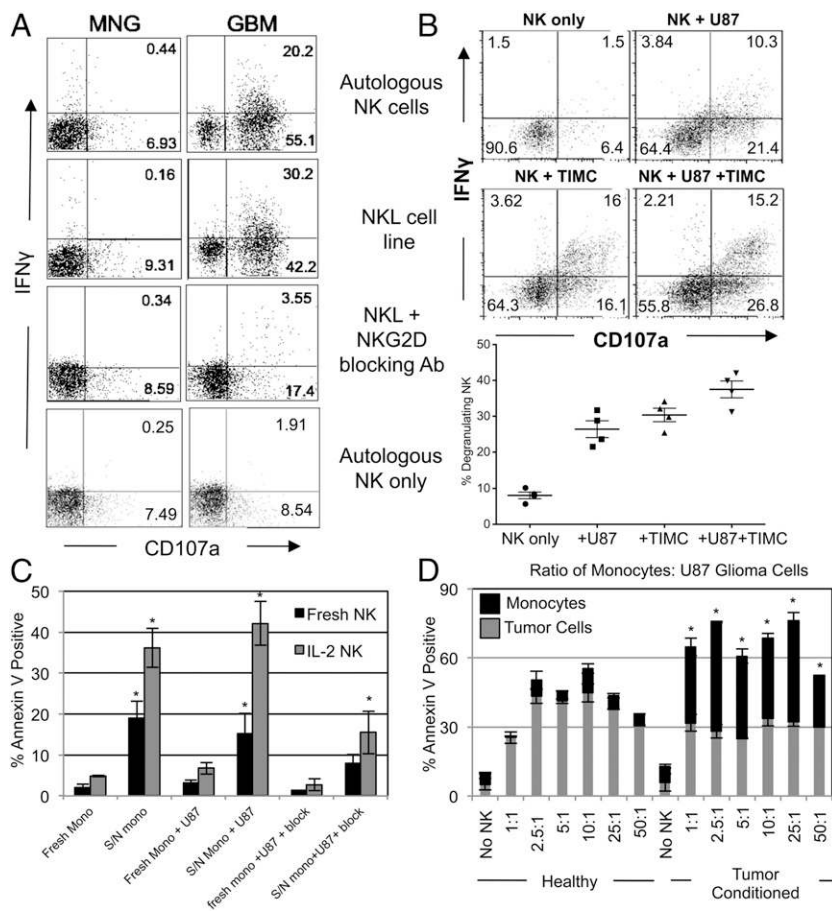 A
MNG
GBM
0.44
6.93
20.2
55.1
Autologous
NK cells
0.16
9.31
30.2
42.2
NKL cell
line
0.34
8.59
3.55
17.4
NKL +
NKG2D
blocking Ab
0.25
7.49
1.91
8.54
Autologous
NK only
IFNγ
CD107a
B
NK only
NK + U87
1.5
1.5
90.6
6.4
3.84
10.3
64.4
21.4
NK + TIMC
NK + U87 +TIMC
3.62
16
64.3
16.1
2.21
15.2
55.8
26.8
IFNγ
CD107a
% Degranulating NK
50
40
30
20
10
0
NK only
+U87
+TIMC
+U87+TIMC
C
% Annexin V Positive
50
40
30
20
10
0
Fresh NK
IL-2 NK
* * * * *
Fresh Mono
S/N mono
Fresh Mono + U87
S/N Mono + U87
fresh mono +U87+ block
S/N mono+U87+ block
D
Ratio of Monocytes: U87 Glioma Cells
% Annexin V Positive
90
60
30
0
Monocytes
Tumor Cells
* * * * * *
No NK
1:1
2.5:1
5:1
10:1
25:1
50:1
No NK
1:1
2.5:1
5:1
10:1
25:1
50:1
Healthy
Tumor
Conditioned